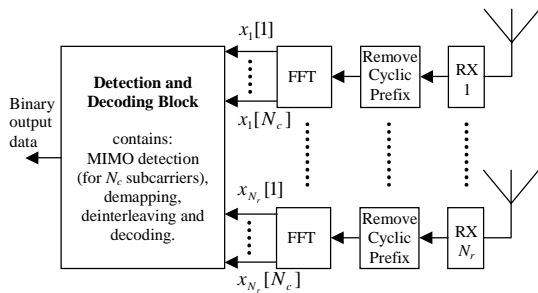 Binary
output
data
Detection and
Decoding Block
contains:
MIMO detection
(for N_c subcarriers),
demapping,
deinterleaving and
decoding.
x_1[1]
x_1[N_c]
FFT
Remove
Cyclic
Prefix
RX
1
x_{N_r}[1]
x_{N_r}[N_c]
FFT
Remove
Cyclic
Prefix
RX
N_r